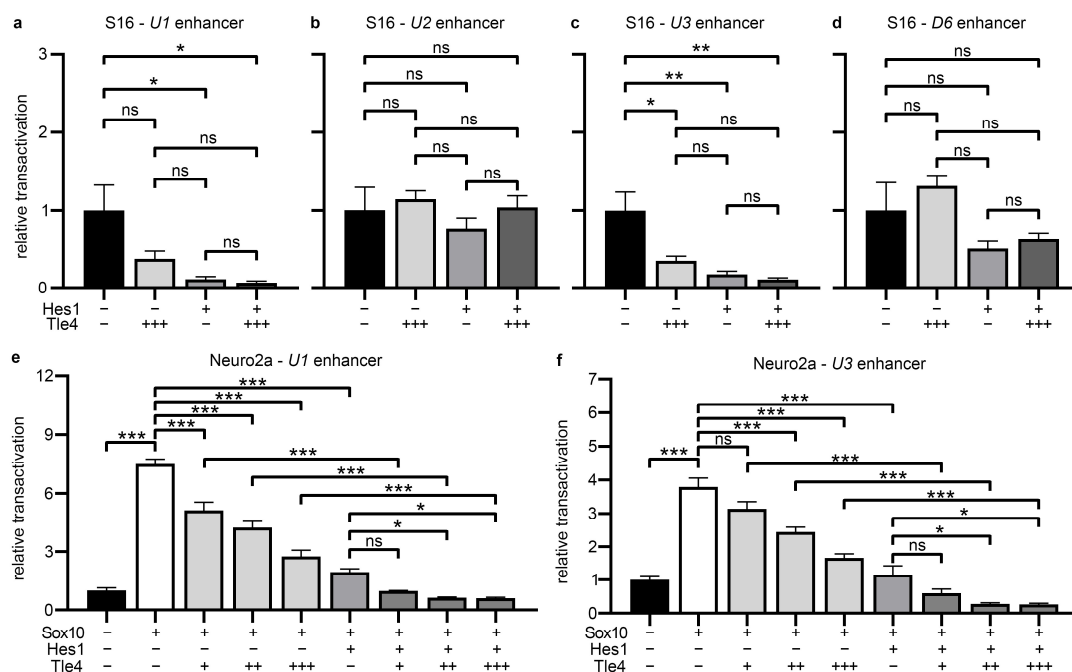 a S16 - U1 enhancer
b S16 - U2 enhancer
c S16 - U3 enhancer
d S16 - D6 enhancer
relative transactivation
3
2
1
0
*
*
ns
ns
ns
ns
ns
ns
ns
ns
ns
ns
**
**
*
ns
ns
ns
ns
ns
ns
ns
ns
ns
Hes1 – – + + – – + + – – + + – – + +
Tle4 – +++ – +++ – +++ – +++ – +++ – +++ – +++ – +++
e Neuro2a - U1 enhancer
relative transactivation
12
9
6
3
0
***
***
***
***
***
***
***
***
*
*
ns
Sox10 – + + + + + + + +
Hes1 – – – – – + + + +
Tle4 – – + ++ +++ – + ++ +++
f Neuro2a - U3 enhancer
relative transactivation
7
6
5
4
3
2
1
0
***
***
***
ns
***
***
***
***
*
*
ns
Sox10 – + + + + + + + +
Hes1 – – – – – + + + +
Tle4 – – + ++ +++ – + ++ +++